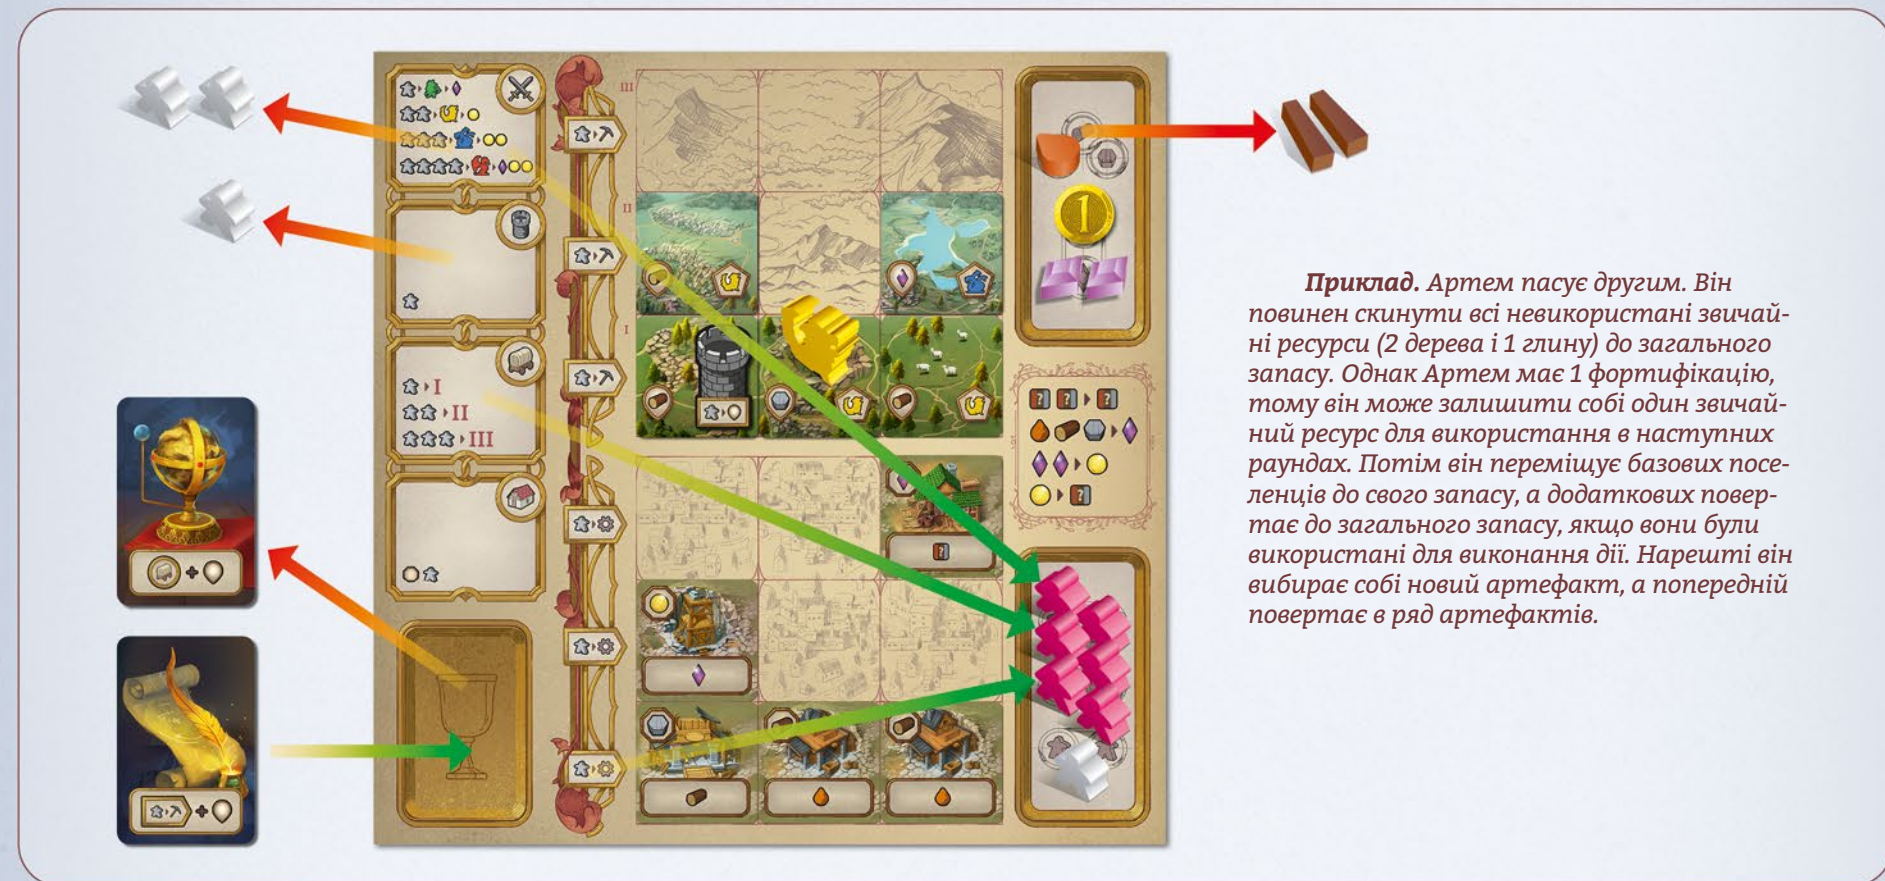 III
II
I
I
II
III
1
? ? ?
?
?
Приклад. Артем пасує другим. Він
повинен скинути всі невикористані звичай-
ні ресурси (2 дерева і 1 глину) до загального
запасу. Однак Артем має 1 фортифікацію,
тому він може залишити собі один звичай-
ний ресурс для використання в наступних
раундах. Потім він переміщує базових посе-
ленців до свого запасу, а додаткових повер-
тає до загального запасу, якщо вони були
використані для виконання дії. Нарешті він
вибирає собі новий артефакт, а попередній
повертає в ряд артефактів.